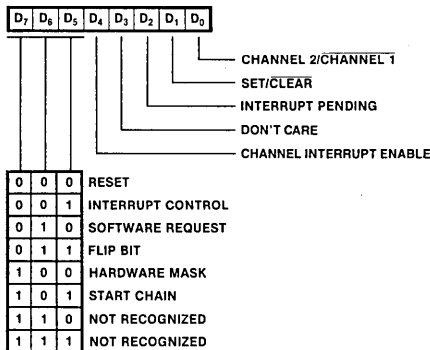 D7 D6 D5 D4 D3 D2 D1 D0
CHANNEL 2/CHANNEL 1
SET/CLEAR
INTERRUPT PENDING
DON'T CARE
CHANNEL INTERRUPT ENABLE
0 0 0 RESET
0 0 1 INTERRUPT CONTROL
0 1 0 SOFTWARE REQUEST
0 1 1 FLIP BIT
1 0 0 HARDWARE MASK
1 0 1 START CHAIN
1 1 0 NOT RECOGNIZED
1 1 1 NOT RECOGNIZED